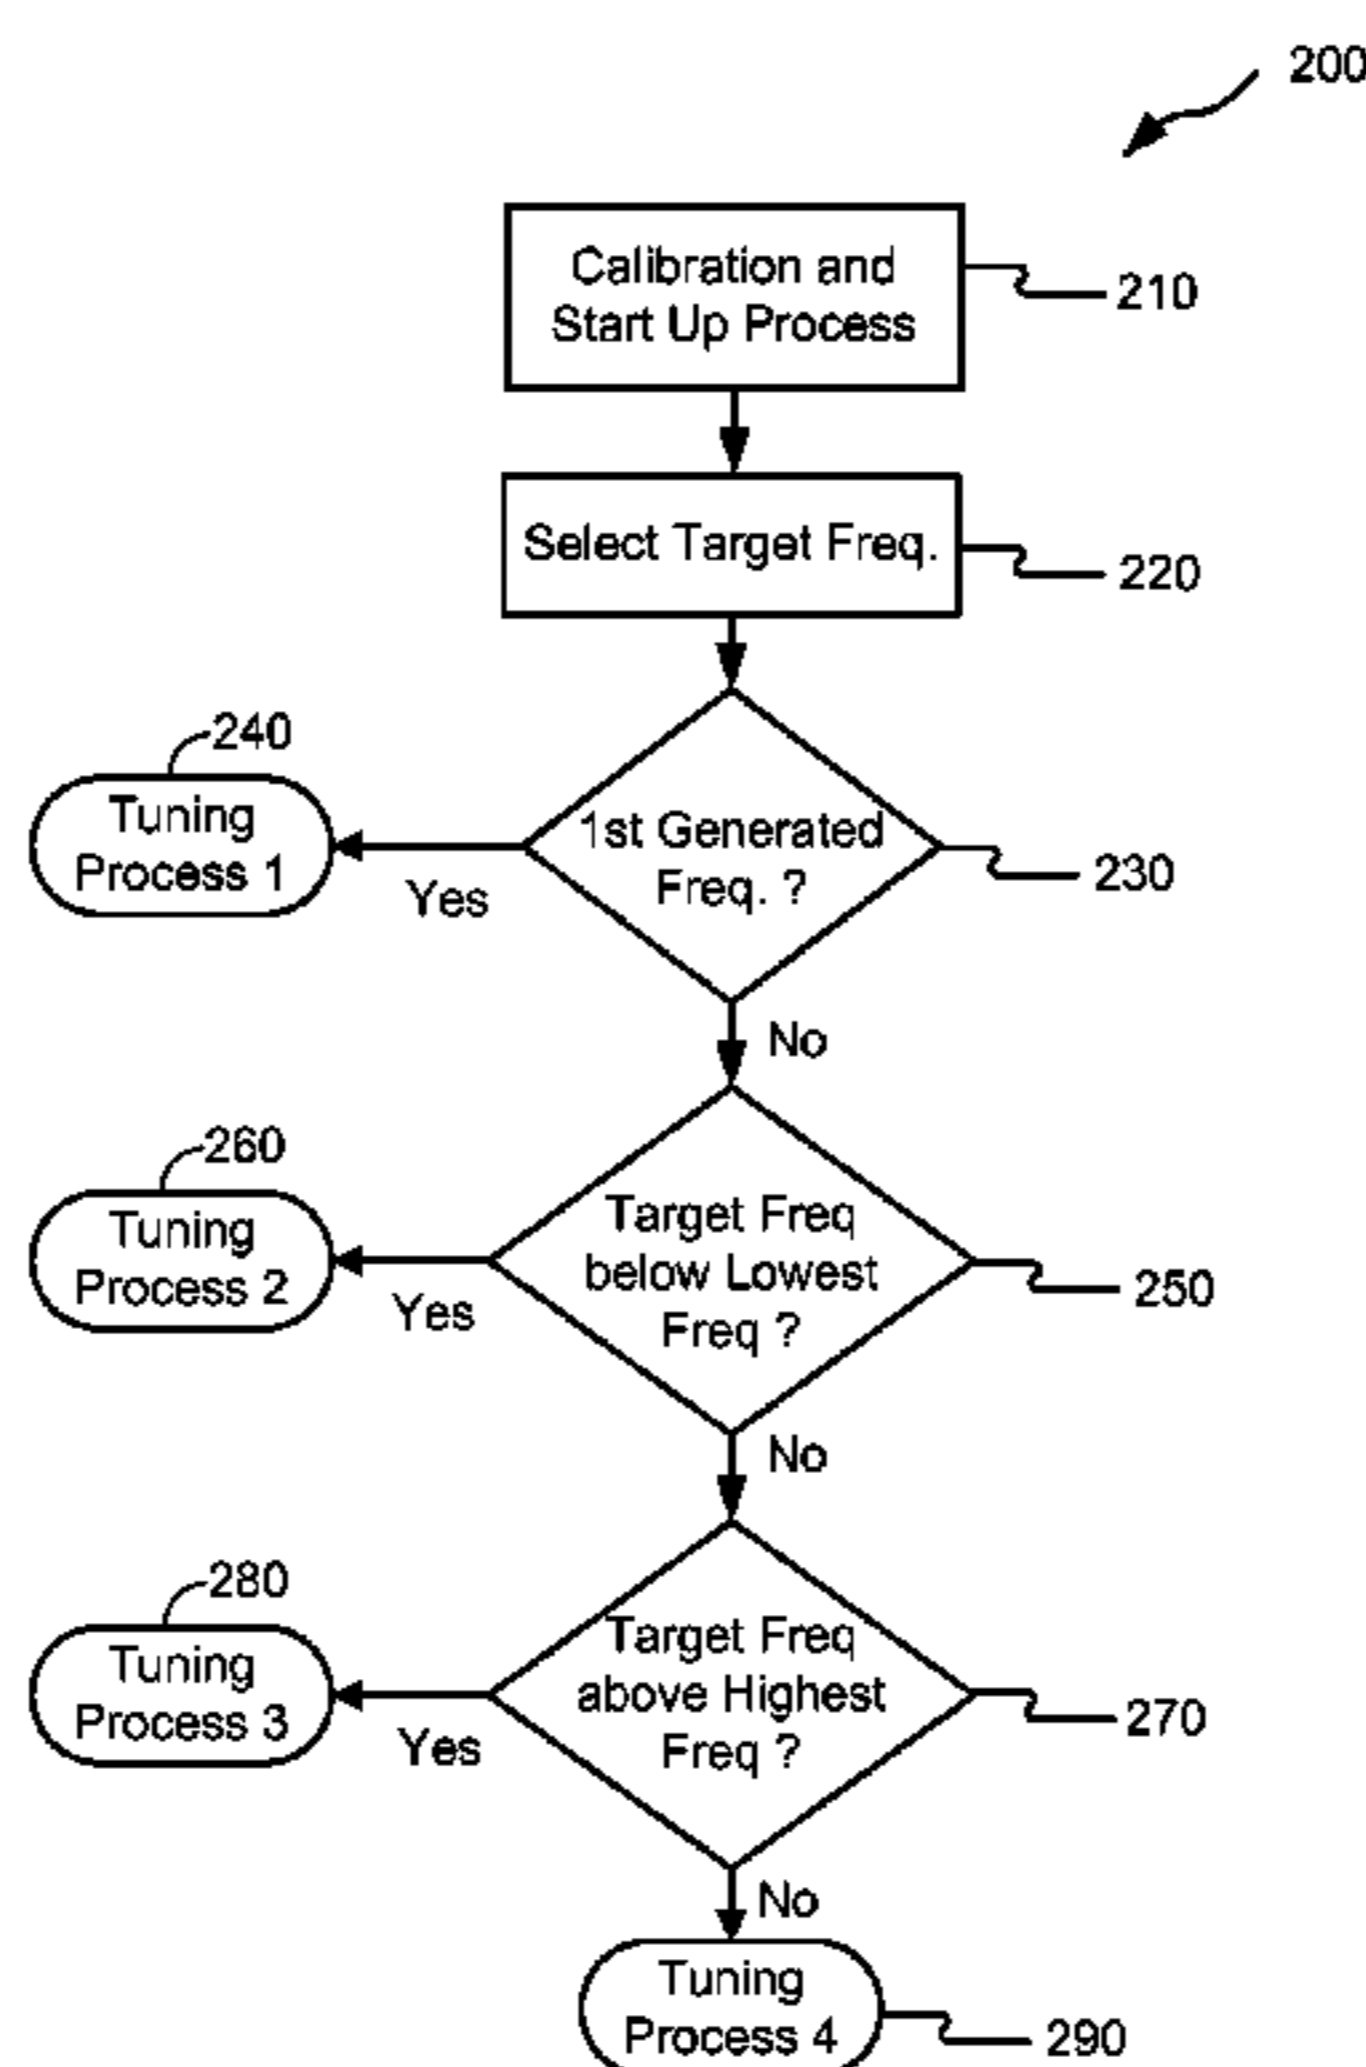 200
Calibration and
Start Up Process
210
Select Target Freq.
220
240
Tuning
Process 1
Yes
1st Generated
Freq. ?
230
No
260
Tuning
Process 2
Yes
Target Freq
below Lowest
Freq ?
250
No
280
Tuning
Process 3
Yes
Target Freq
above Highest
Freq ?
270
No
Tuning
Process 4
290